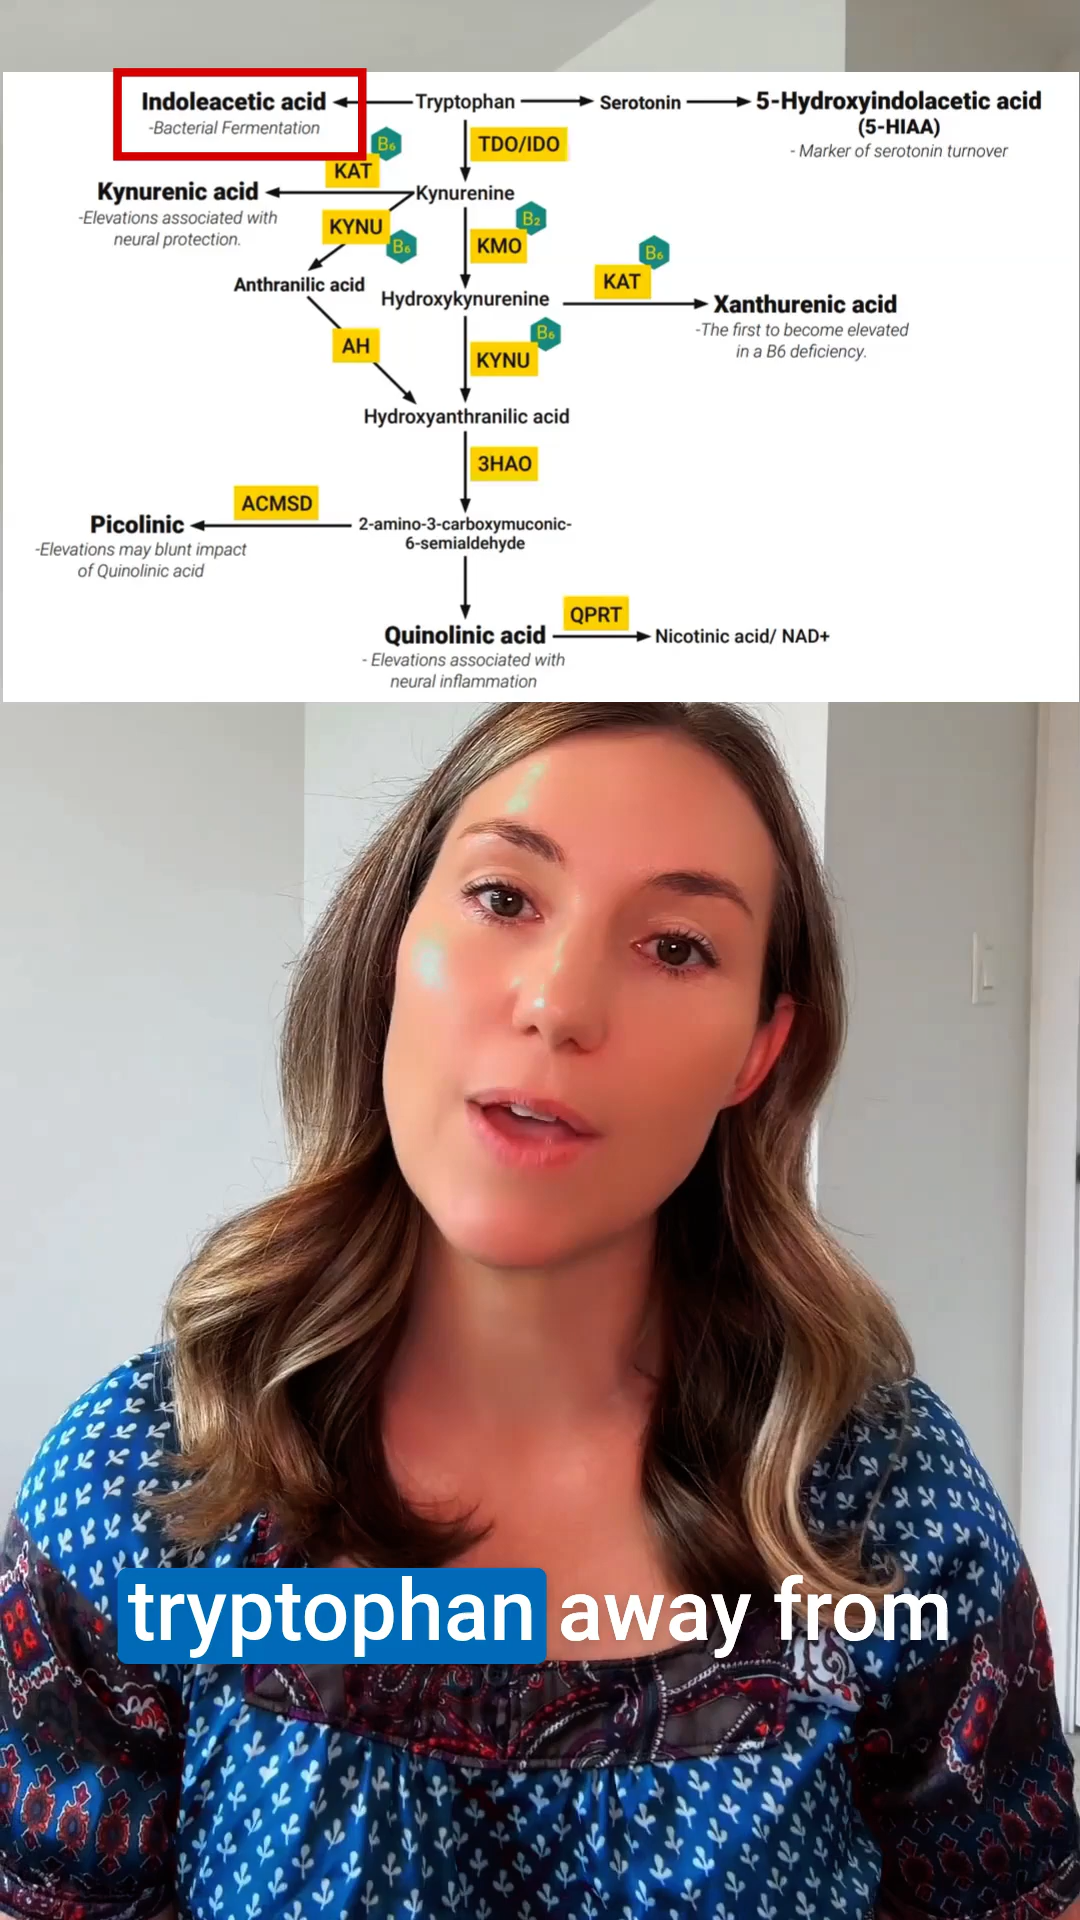 Indoleacetic acid
-Bacterial Fermentation
Tryptophan
Serotonin
5-Hydroxyindolacetic acid
(5-HIAA)
- Marker of serotonin turnover
TDO/IDO
B₆
KAT
Kynurenic acid
-Elevations associated with
neural protection.
Kynurenine
KYNU
B₆
B₂
KMO
Anthranilic acid
Hydroxykynurenine
B₆
KAT
Xanthurenic acid
-The first to become elevated
in a B6 deficiency.
AH
B₆
KYNU
Hydroxyanthranilic acid
3HAO
ACMSD
Picolinic
-Elevations may blunt impact
of Quinolinic acid
2-amino-3-carboxymuconic-
6-semialdehyde
Quinolinic acid
- Elevations associated with
neural inflammation
QPRT
Nicotinic acid/ NAD+
tryptophan away from